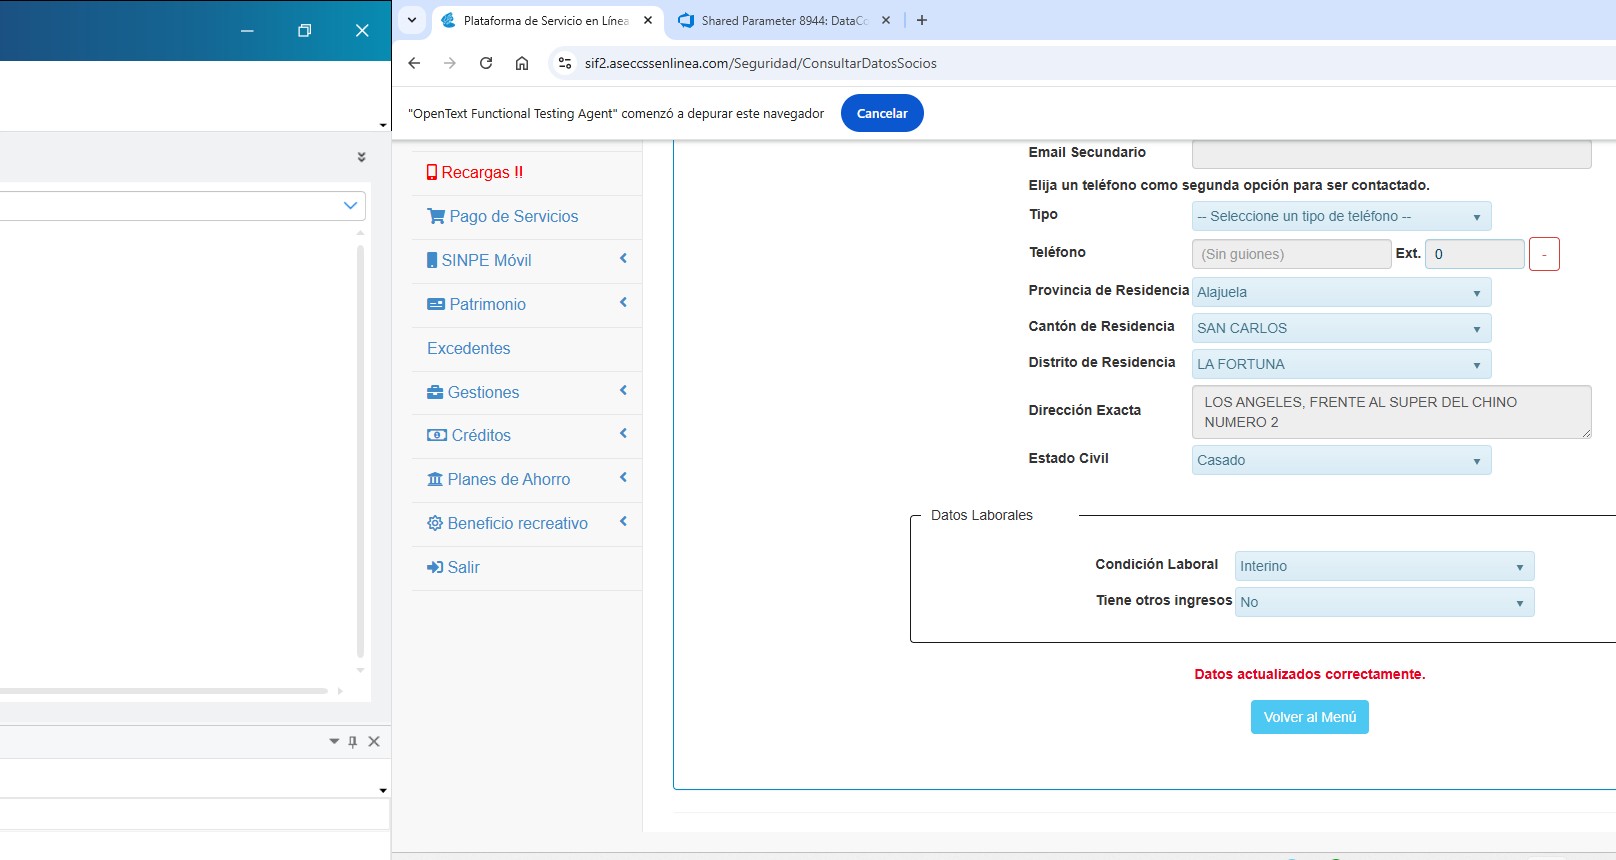 Plataforma de Servicio en Línea
Shared Parameter 8944: DataCo
sif2.aseccssenlinea.com/Seguridad/ConsultarDatosSocios
"OpenText Functional Testing Agent" comenzó a depurar este navegador
Cancelar
Recargas !!
Pago de Servicios
SINPE Móvil
Patrimonio
Excedentes
Gestiones
Créditos
Planes de Ahorro
Beneficio recreativo
Salir
Email Secundario
Elija un teléfono como segunda opción para ser contactado.
Tipo -- Seleccione un tipo de teléfono --
Teléfono (Sin guiones) Ext. 0 -
Provincia de Residencia Alajuela
Cantón de Residencia SAN CARLOS
Distrito de Residencia LA FORTUNA
Dirección Exacta LOS ANGELES, FRENTE AL SUPER DEL CHINO
NUMERO 2
Estado Civil Casado
Datos Laborales
Condición Laboral Interino
Tiene otros ingresos No
Datos actualizados correctamente.
Volver al Menú